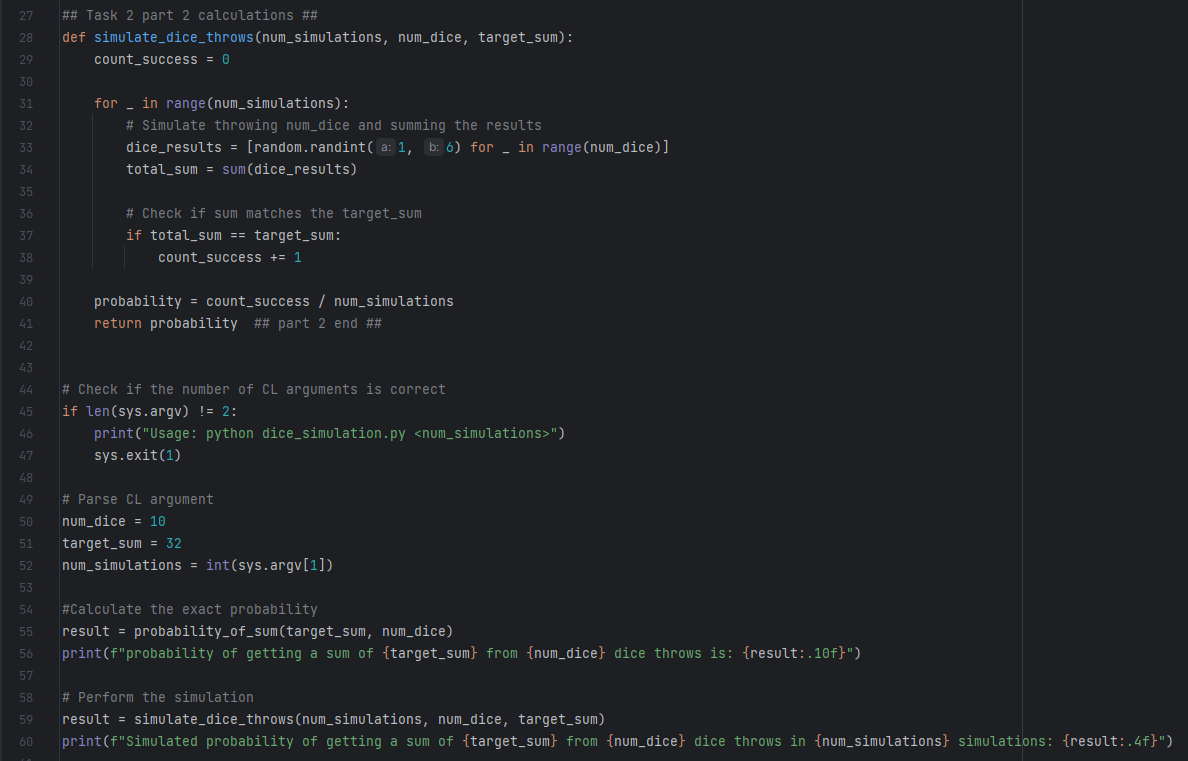 27 ## Task 2 part 2 calculations ##
28 def simulate_dice_throws(num_simulations, num_dice, target_sum):
29     count_success = 0
30
31     for _ in range(num_simulations):
32         # Simulate throwing num_dice and summing the results
33         dice_results = [random.randint(a: 1, b: 6) for _ in range(num_dice)]
34         total_sum = sum(dice_results)
35
36         # Check if sum matches the target_sum
37         if total_sum == target_sum:
38             count_success += 1
39
40     probability = count_success / num_simulations
41     return probability  ## part 2 end ##
42
43
44 # Check if the number of CL arguments is correct
45 if len(sys.argv) != 2:
46     print("Usage: python dice_simulation.py <num_simulations>")
47     sys.exit(1)
48
49 # Parse CL argument
50 num_dice = 10
51 target_sum = 32
52 num_simulations = int(sys.argv[1])
53
54 #Calculate the exact probability
55 result = probability_of_sum(target_sum, num_dice)
56 print(f"probability of getting a sum of {target_sum} from {num_dice} dice throws is: {result:.10f}")
57
58 # Perform the simulation
59 result = simulate_dice_throws(num_simulations, num_dice, target_sum)
60 print(f"Simulated probability of getting a sum of {target_sum} from {num_dice} dice throws in {num_simulations} simulations: {result:.4f}")